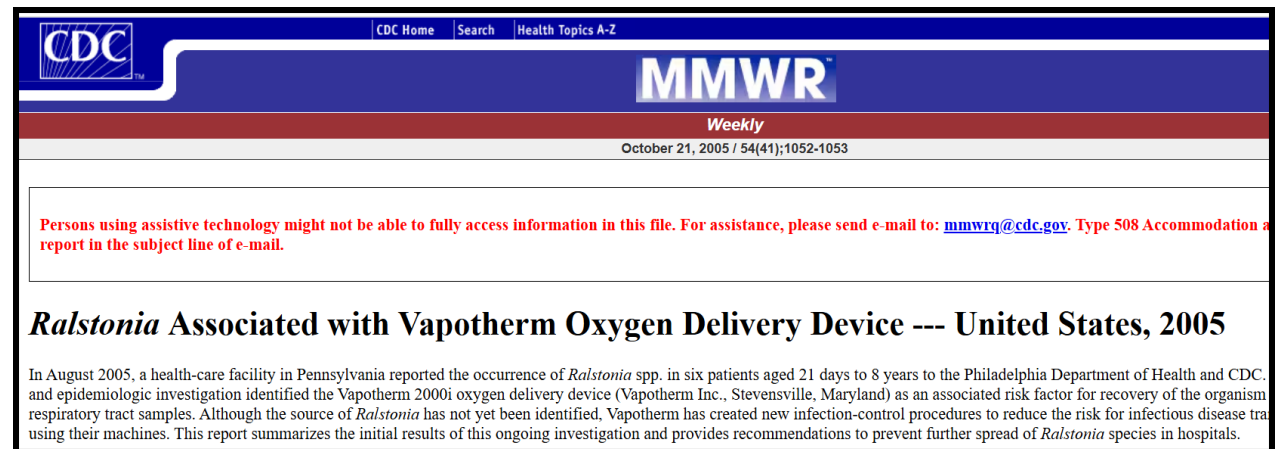 CDC
TM
CDC Home Search Health Topics A-Z
MMWR™
Weekly
October 21, 2005 / 54(41);1052-1053
Persons using assistive technology might not be able to fully access information in this file. For assistance, please send e-mail to: mmwrq@cdc.gov. Type 508 Accommodation a
report in the subject line of e-mail.
Ralstonia Associated with Vapotherm Oxygen Delivery Device --- United States, 2005
In August 2005, a health-care facility in Pennsylvania reported the occurrence of Ralstonia spp. in six patients aged 21 days to 8 years to the Philadelphia Department of Health and CDC.
and epidemiologic investigation identified the Vapotherm 2000i oxygen delivery device (Vapotherm Inc., Stevensville, Maryland) as an associated risk factor for recovery of the organism
respiratory tract samples. Although the source of Ralstonia has not yet been identified, Vapotherm has created new infection-control procedures to reduce the risk for infectious disease tra
using their machines. This report summarizes the initial results of this ongoing investigation and provides recommendations to prevent further spread of Ralstonia species in hospitals.